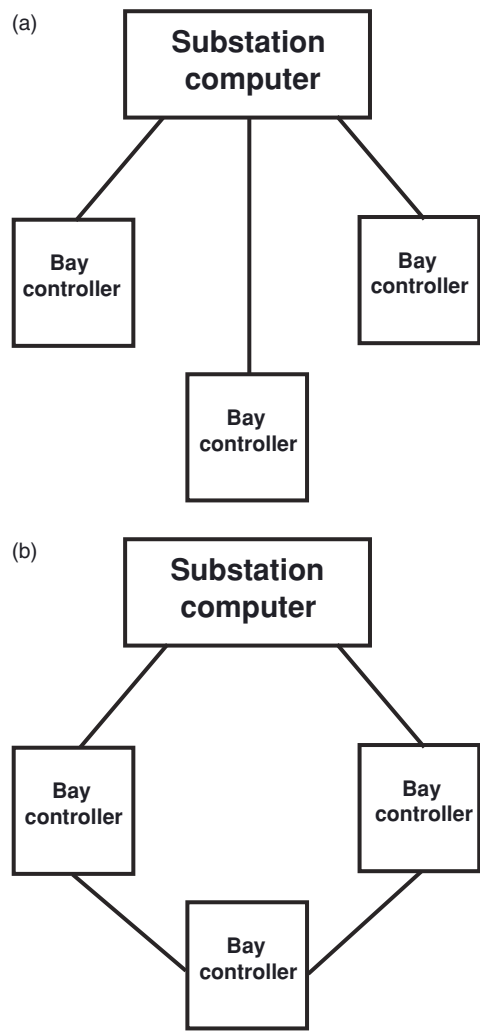 (a)
Substation
computer
Bay
controller
Bay
controller
Bay
controller
(b)
Substation
computer
Bay
controller
Bay
controller
Bay
controller